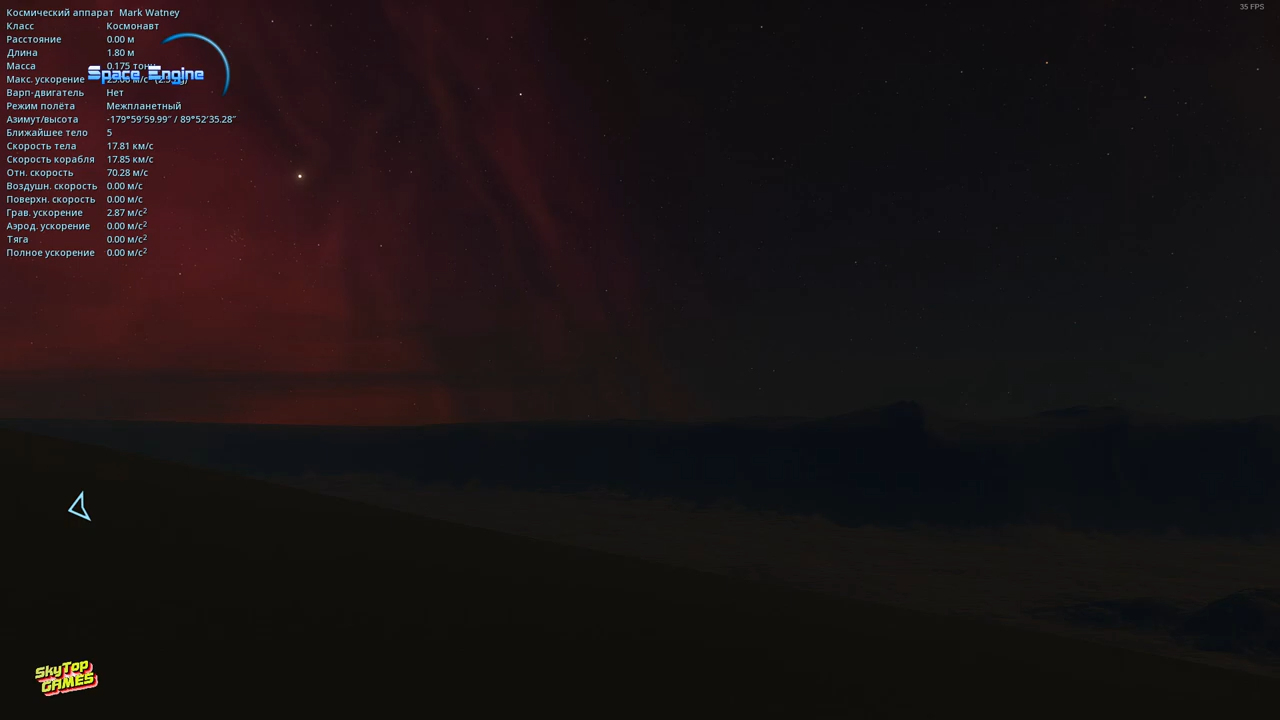 Космический аппарат Mark Watney
35 FPS
Класс Космонавт
Расстояние 0.00 м
Длина 1.80 м
Масса 0.175 тонн
Space Engine
Макс. ускорение
Варп-двигатель Нет
Режим полёта Межпланетный
Азимут/высота -179°59'59.99" / 89°52'35.28"
Ближайшее тело 5
Скорость тела 17.81 км/с
Скорость корабля 17.85 км/с
Отн. скорость 70.28 м/с
Воздушн. скорость 0.00 м/с
Поверхн. скорость 0.00 м/с
Грав. ускорение 2.87 м/с²
Аэрод. ускорение 0.00 м/с²
Тяга 0.00 м/с²
Полное ускорение 0.00 м/с²
SkyTop
GAMES